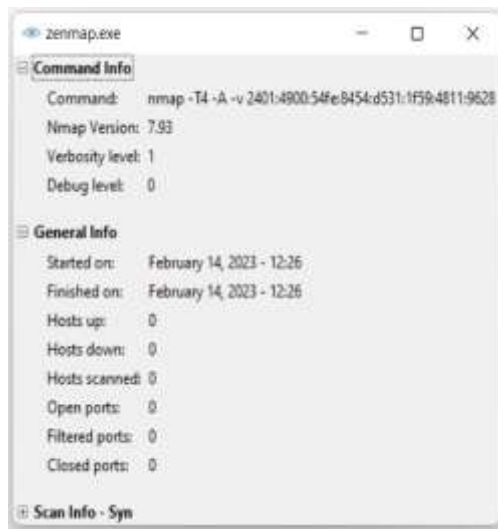 zenmap.exe
Command Info
Command: nmap -T4 -A -v 2401:4900:54fe:8454:d531:1f59:4811:9628
Nmap Version: 7.93
Verbosity level: 1
Debug level: 0
General Info
Started on: February 14, 2023 - 12:26
Finished on: February 14, 2023 - 12:26
Hosts up: 0
Hosts down: 0
Hosts scanned: 0
Open ports: 0
Filtered ports: 0
Closed ports: 0
Scan Info - Syn